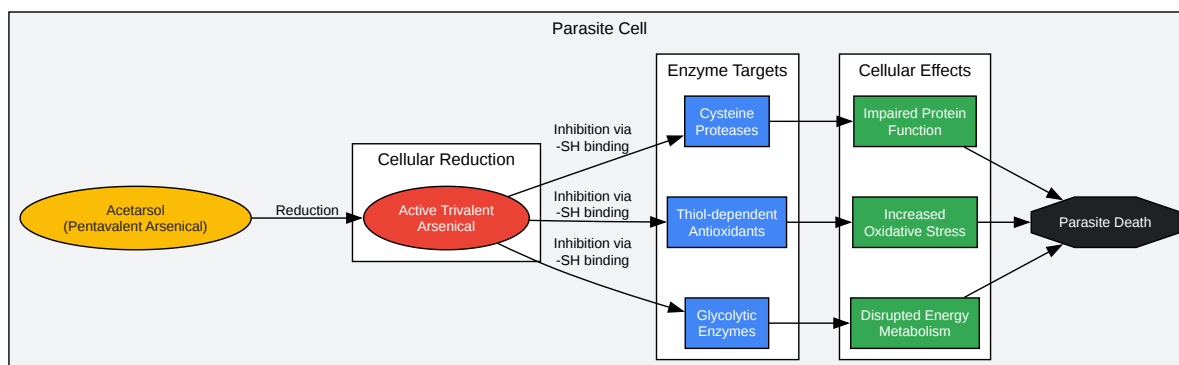 Parasite Cell
Enzyme Targets
Cellular Effects
Cellular Reduction
Acetarsol
(Pentavalent Arsenical)
Reduction
Active Trivalent
Arsenical
Inhibition via
-SH binding
Inhibition via
-SH binding
Inhibition via
-SH binding
Cysteine
Proteases
Thiol-dependent
Antioxidants
Glycolytic
Enzymes
Impaired Protein
Function
Increased
Oxidative Stress
Disrupted Energy
Metabolism
Parasite Death